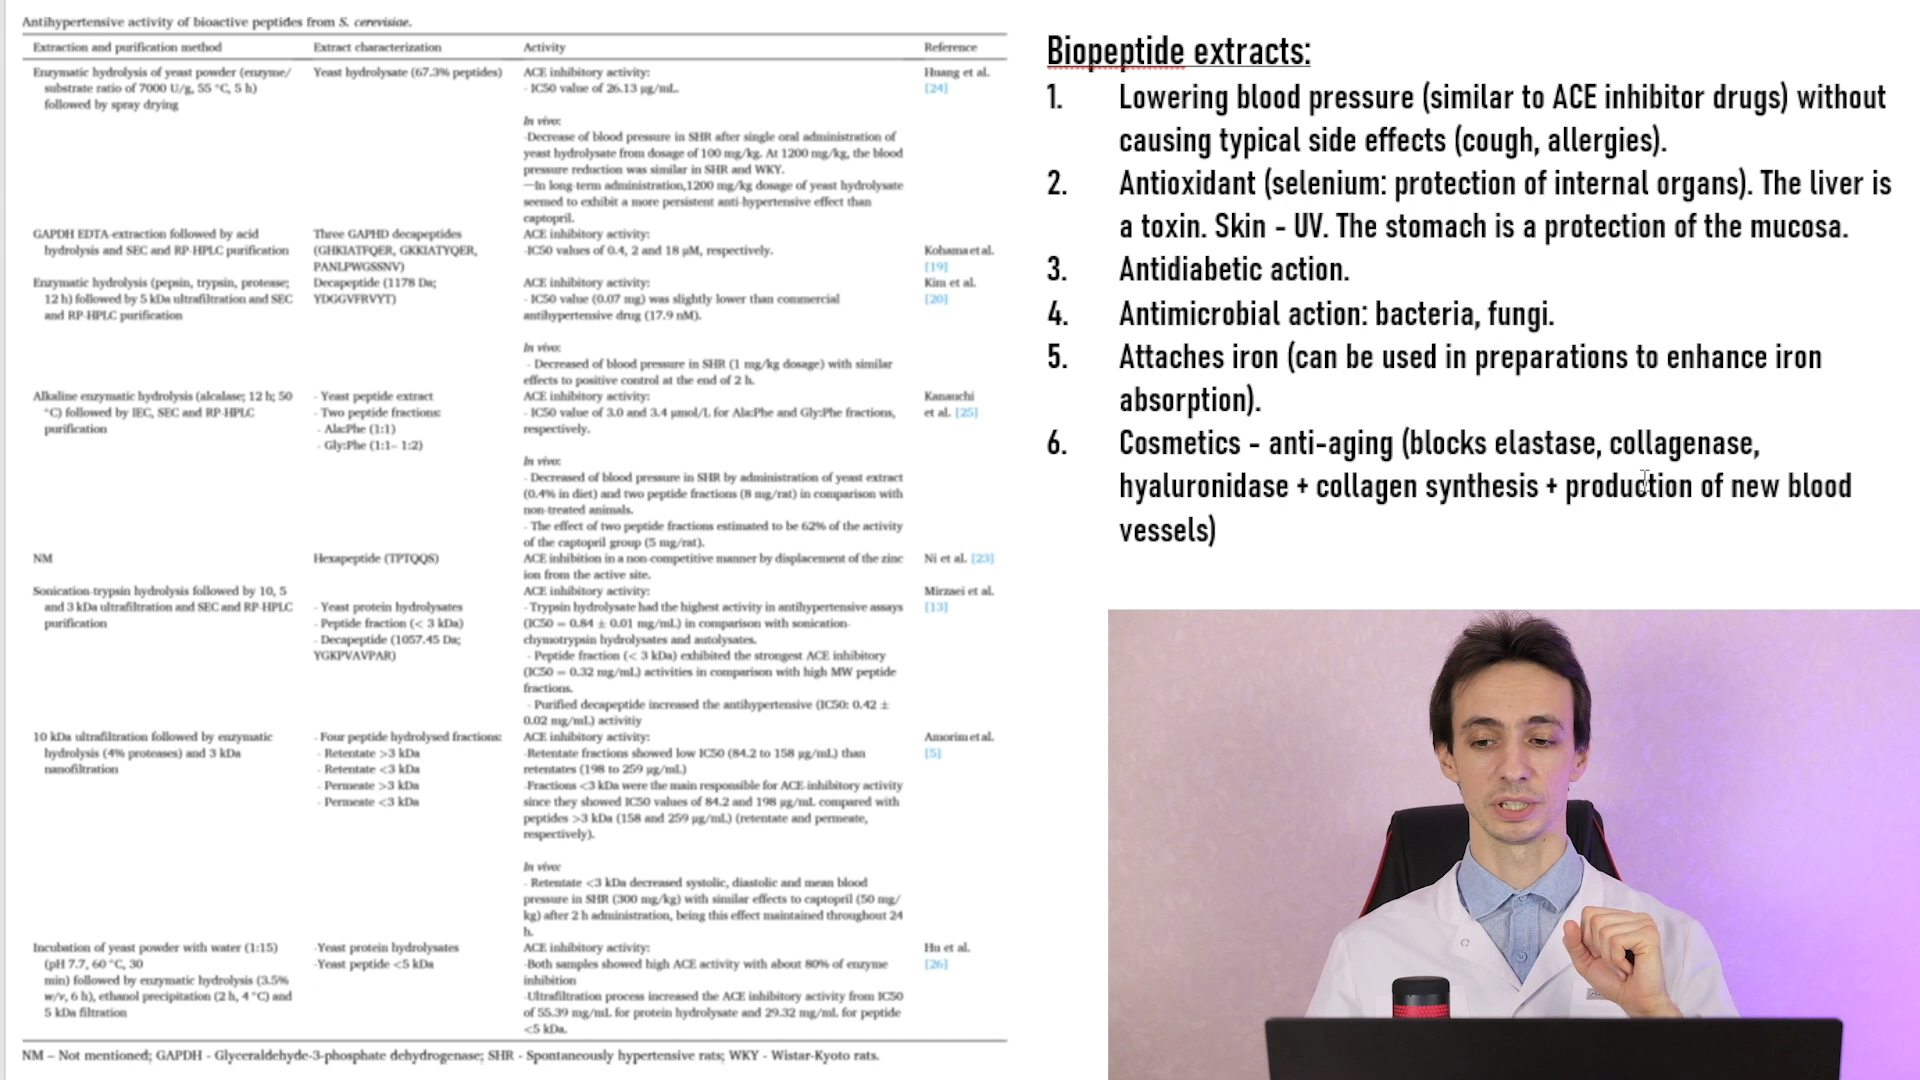 Antihypertensive activity of bioactive peptides from S. cerevisiae.
Extraction and purification method Extract characterization Activity Reference
Enzymatic hydrolysis of yeast powder (enzyme/
substrate ratio of 7000 U/g, 55 °C, 5 h)
followed by spray drying
Yeast hydrolysate (67.3% peptides)
ACE inhibitory activity:
- IC50 value of 26.13 µg/mL.
In vivo:
-Decrease of blood pressure in SHR after single oral administration of
yeast hydrolysate from dosage of 100 mg/kg. At 1200 mg/kg, the blood
pressure reduction was similar in SHR and WKY.
—In long-term administration,1200 mg/kg dosage of yeast hydrolysate
seemed to exhibit a more persistent anti-hypertensive effect than
captopril.
Huang et al.
[24]
GAPDH EDTA-extraction followed by acid
hydrolysis and SEC and RP-HPLC purification
Three GAPHD decapeptides
(GHKIATFQER, GKKIATYQER,
PANLPWGSSNV)
ACE inhibitory activity:
-IC50 values of 0.4, 2 and 18 µM, respectively.
Kohama et al.
[19]
Enzymatic hydrolysis (pepsin, trypsin, protease;
12 h) followed by 5 kDa ultrafiltration and SEC
and RP-HPLC purification
Decapeptide (1178 Da;
YDGGVFRVYT)
ACE inhibitory activity:
- IC50 value (0.07 mg) was slightly lower than commercial
antihypertensive drug (17.9 nM).
In vivo:
- Decreased of blood pressure in SHR (1 mg/kg dosage) with similar
effects to positive control at the end of 2 h.
Kim et al.
[20]
Alkaline enzymatic hydrolysis (alcalase; 12 h; 50
°C) followed by IEC, SEC and RP-HPLC
purification
- Yeast peptide extract
- Two peptide fractions:
- Ala:Phe (1:1)
- Gly:Phe (1:1– 1:2)
ACE inhibitory activity:
- IC50 value of 3.0 and 3.4 µmol/L for Ala:Phe and Gly:Phe fractions,
respectively.
In vivo:
- Decreased of blood pressure in SHR by administration of yeast extract
(0.4% in diet) and two peptide fractions (8 mg/rat) in comparison with
non-treated animals.
- The effect of two peptide fractions estimated to be 62% of the activity
of the captopril group (5 mg/rat).
Kanauchi
et al. [25]
NM
Hexapeptide (TPTQQS)
ACE inhibition in a non-competitive manner by displacement of the zinc
ion from the active site.
Ni et al. [23]
Sonication-trypsin hydrolysis followed by 10, 5
and 3 kDa ultrafiltration and SEC and RP-HPLC
purification
- Yeast protein hydrolysates
- Peptide fraction (< 3 kDa)
- Decapeptide (1057.45 Da;
YGKPVAVPAR)
ACE inhibitory activity:
- Trypsin hydrolysate had the highest activity in antihypertensive assays
(IC50 = 0.84 ± 0.01 mg/mL) in comparison with sonication-
chymotrypsin hydrolysates and autolysates.
- Peptide fraction (< 3 kDa) exhibited the strongest ACE inhibitory
(IC50 = 0.32 mg/mL) activities in comparison with high MW peptide
fractions.
- Purified decapeptide increased the antihypertensive (IC50: 0.42 ±
0.02 mg/mL) activitiy
Mirzaei et al.
[13]
10 kDa ultrafiltration followed by enzymatic
hydrolysis (4% proteases) and 3 kDa
nanofiltration
- Four peptide hydrolysed fractions:
- Retentate >3 kDa
- Retentate <3 kDa
- Permeate >3 kDa
- Permeate <3 kDa
ACE inhibitory activity:
-Retentate fractions showed low IC50 (84.2 to 158 µg/mL) than
retentates (198 to 259 µg/mL)
-Fractions <3 kDa were the main responsible for ACE-inhibitory activity
since they showed IC50 values of 84.2 and 198 µg/mL compared with
peptides >3 kDa (158 and 259 µg/mL) (retentate and permeate,
respectively).
In vivo:
- Retentate <3 kDa decreased systolic, diastolic and mean blood
pressure in SHR (300 mg/kg) with similar effects to captopril (50 mg/
kg) after 2 h administration, being this effect maintained throughout 24
h.
Amorim et al.
[5]
Incubation of yeast powder with water (1:15)
(pH 7.7, 60 °C, 30
min) followed by enzymatic hydrolysis (3.5%
w/v, 6 h), ethanol precipitation (2 h, 4 °C) and
5 kDa filtration
-Yeast protein hydrolysates
-Yeast peptide <5 kDa
ACE inhibitory activity:
-Both samples showed high ACE activity with about 80% of enzyme
inhibition
-Ultrafiltration process increased the ACE inhibitory activity from IC50
of 55.39 mg/mL for protein hydrolysate and 29.32 mg/mL for peptide
<5 kDa.
Hu et al.
[26]
NM – Not mentioned; GAPDH - Glyceraldehyde-3-phosphate dehydrogenase; SHR - Spontaneously hypertensive rats; WKY - Wistar-Kyoto rats.
Biopeptide extracts:
1. Lowering blood pressure (similar to ACE inhibitor drugs) without
causing typical side effects (cough, allergies).
2. Antioxidant (selenium: protection of internal organs). The liver is
a toxin. Skin - UV. The stomach is a protection of the mucosa.
3. Antidiabetic action.
4. Antimicrobial action: bacteria, fungi.
5. Attaches iron (can be used in preparations to enhance iron
absorption).
6. Cosmetics - anti-aging (blocks elastase, collagenase,
hyaluronidase + collagen synthesis + production of new blood
vessels)